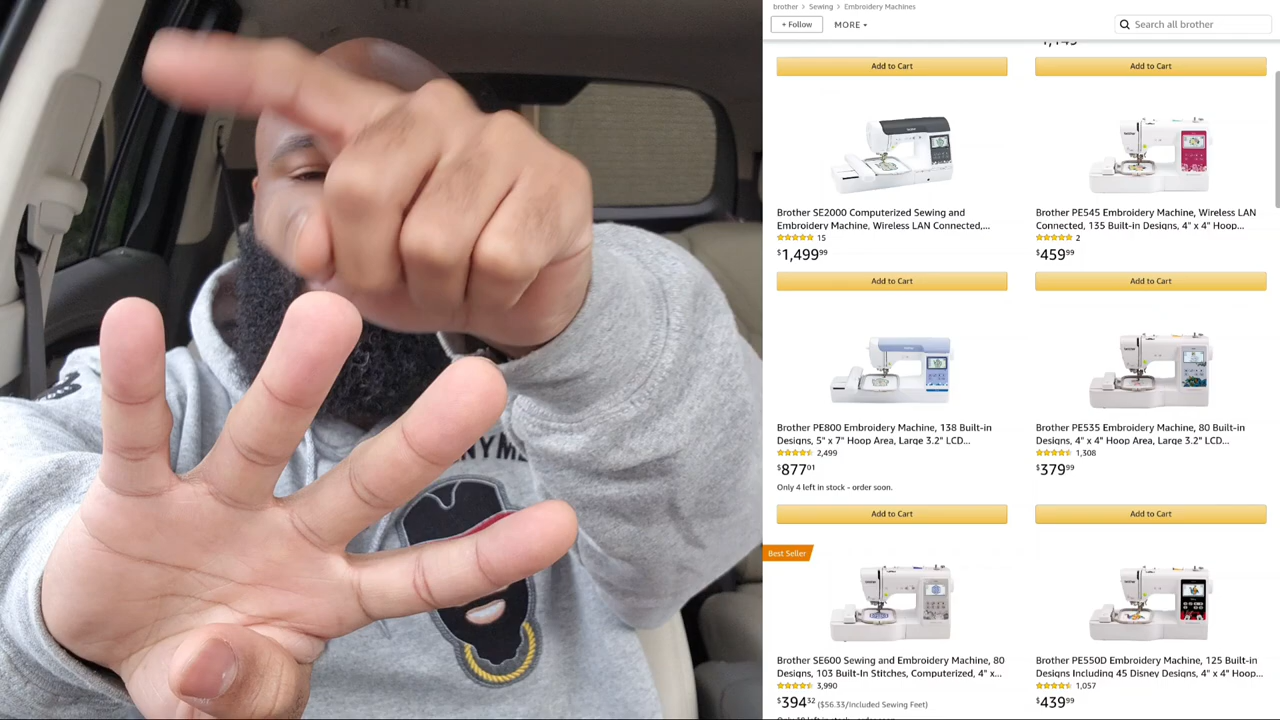 brother > Sewing > Embroidery Machines
+ Follow
MORE
Search all brother
Add to Cart
Add to Cart
Brother SE2000 Computerized Sewing and
Embroidery Machine, Wireless LAN Connected,...
15
$1,499.99
Add to Cart
Brother PE545 Embroidery Machine, Wireless LAN
Connected, 135 Built-in Designs, 4" x 4" Hoop...
2
$459.99
Add to Cart
Brother PE800 Embroidery Machine, 138 Built-in
Designs, 5" x 7" Hoop Area, Large 3.2" LCD...
2,499
$877.01
Only 4 left in stock - order soon.
Add to Cart
Brother PE535 Embroidery Machine, 80 Built-in
Designs, 4" x 4" Hoop Area, Large 3.2" LCD...
1,308
$379.99
Add to Cart
Best Seller
Brother SE600 Sewing and Embroidery Machine, 80
Designs, 103 Built-In Stitches, Computerized, 4" x...
3,990
$394.32 ($56.33/Included Sewing Feet)
Brother PE550D Embroidery Machine, 125 Built-in
Designs Including 45 Disney Designs, 4" x 4" Hoop...
1,057
$439.99